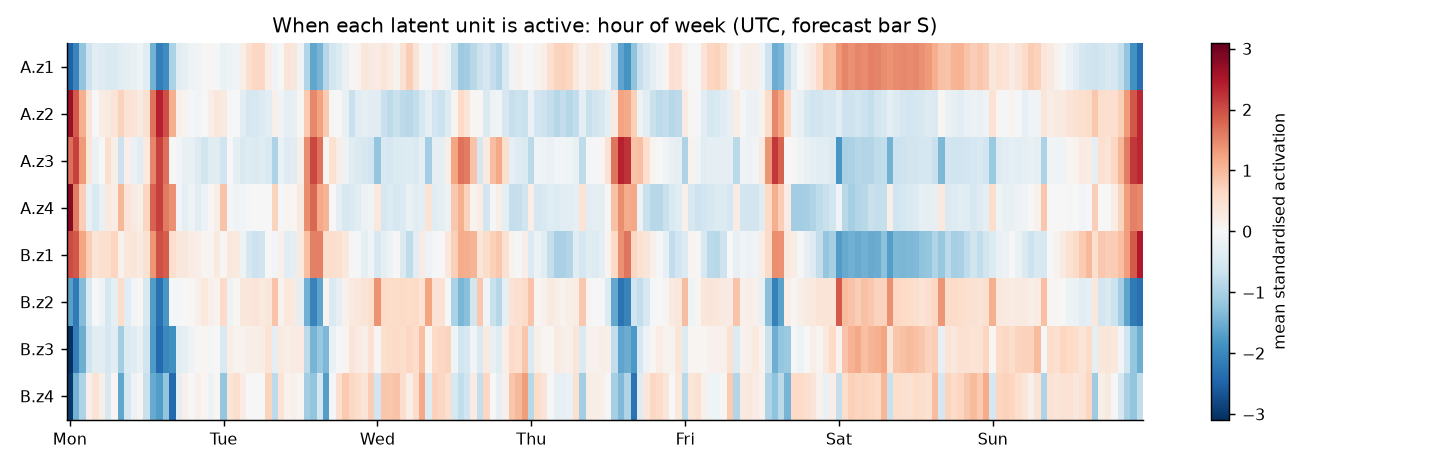 When each latent unit is active: hour of week (UTC, forecast bar S)
A.z1
A.z2
A.z3
A.z4
B.z1
B.z2
B.z3
B.z4
Mon Tue Wed Thu Fri Sat Sun
3
2
1
0
−1
−2
−3
mean standardised activation